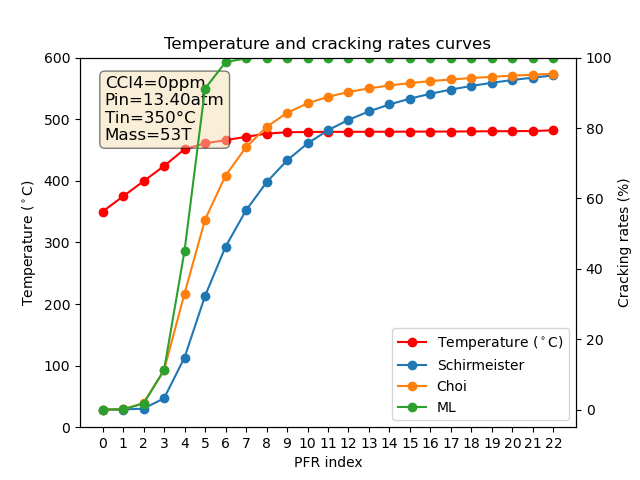 Temperature and cracking rates curves
CCl4=0ppm
Pin=13.40atm
Tin=350°C
Mass=53T
600
500
400
300
200
100
0
Temperature (°C)
100
80
60
40
20
0
Cracking rates (%)
Temperature (°C)
Schirmeister
Choi
ML
0 1 2 3 4 5 6 7 8 9 10 11 12 13 14 15 16 17 18 19 20 21 22
PFR index